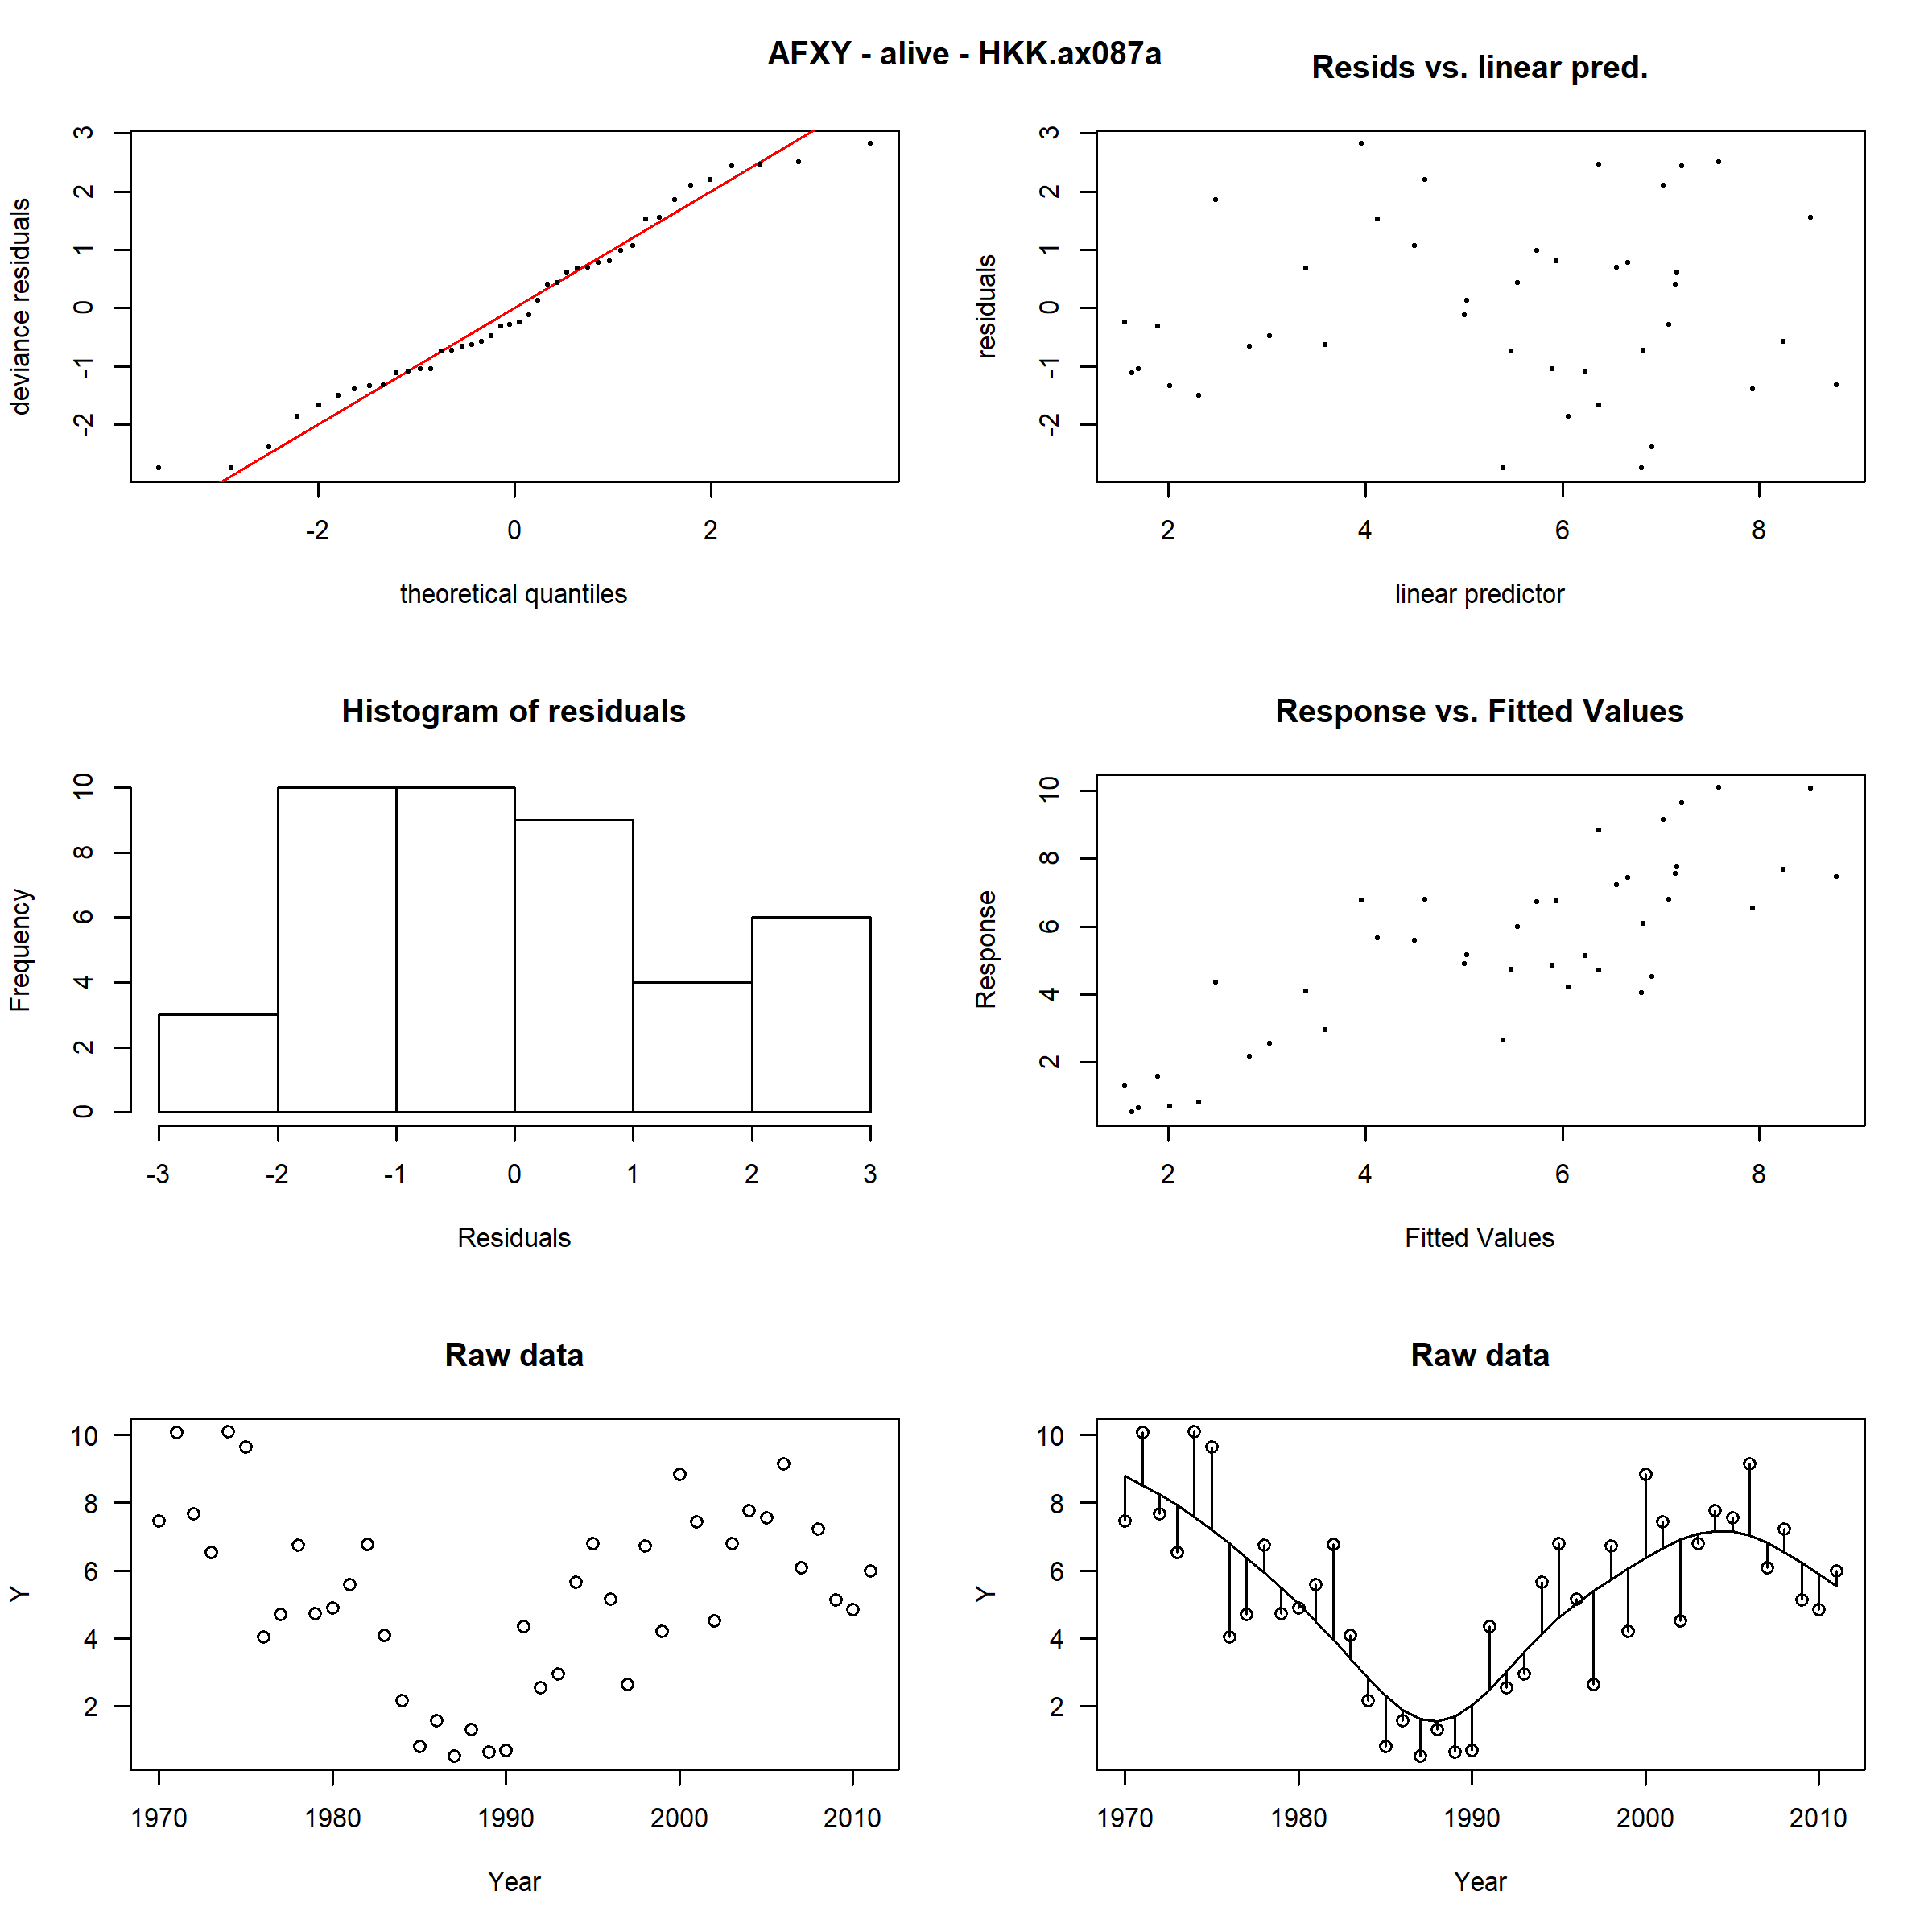 AFXY - alive - HKK.ax087a
Resids vs. linear pred.
deviance residuals
3
2
1
0
-1
-2
-2 0 2
theoretical quantiles
residuals
3
2
1
0
-1
-2
2 4 6 8
linear predictor
Histogram of residuals
Frequency
10
8
6
4
2
0
-3 -2 -1 0 1 2 3
Residuals
Response vs. Fitted Values
Response
10
8
6
4
2
2 4 6 8
Fitted Values
Raw data
Y
10
8
6
4
2
1970 1980 1990 2000 2010
Year
Raw data
Y
10
8
6
4
2
1970 1980 1990 2000 2010
Year